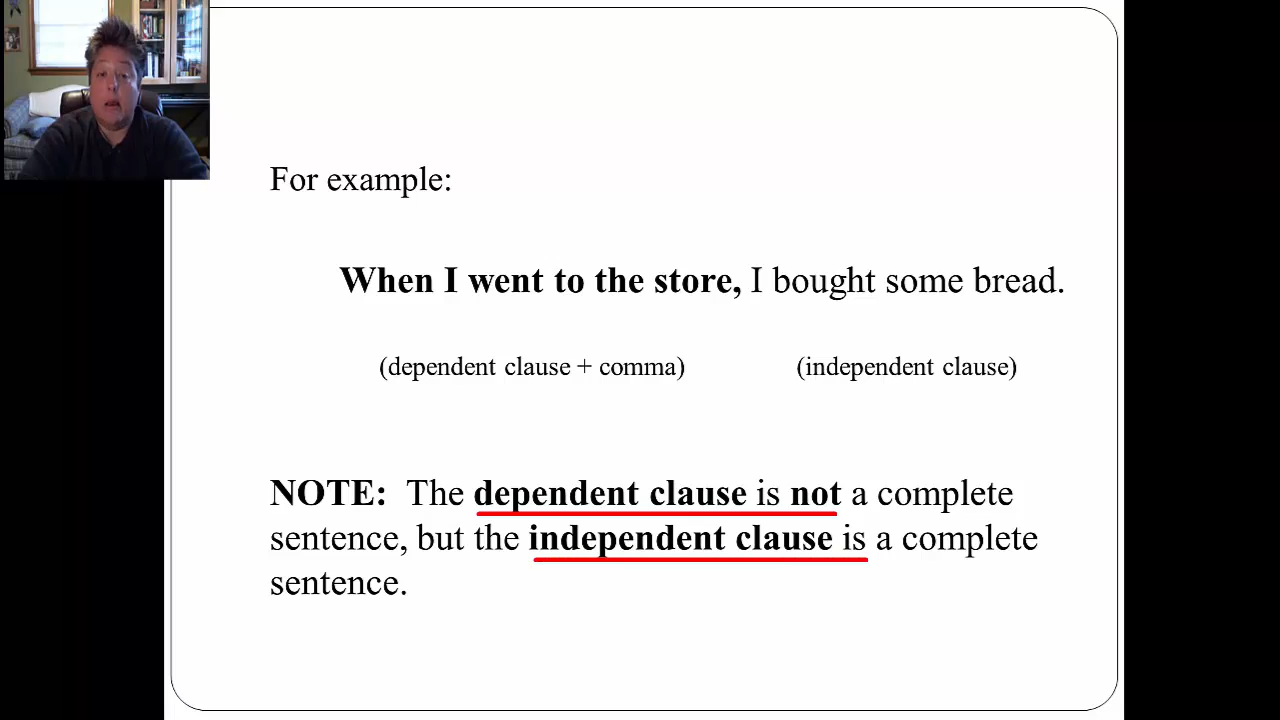 For example:
When I went to the store, I bought some bread.
(dependent clause + comma) (independent clause)
NOTE: The dependent clause is not a complete
sentence, but the independent clause is a complete
sentence.